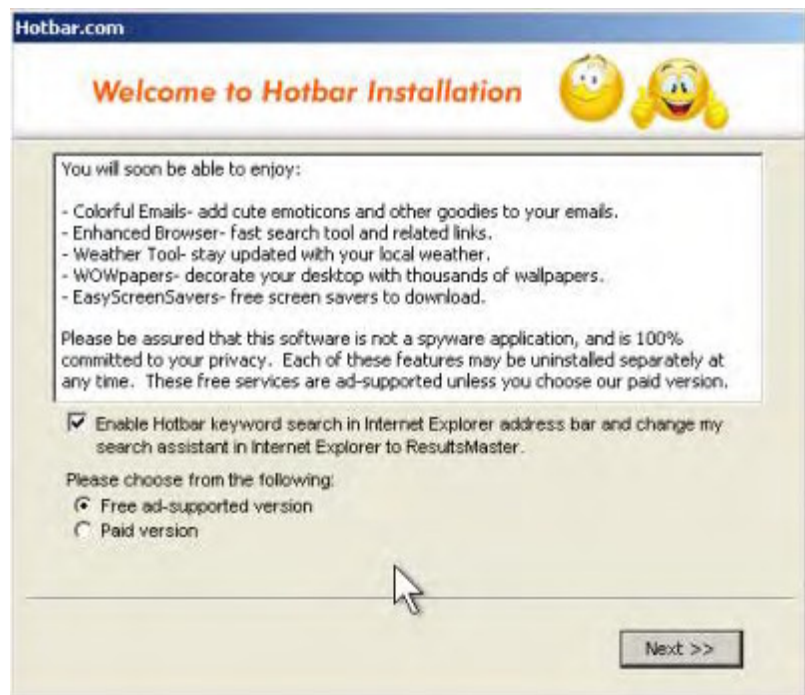 Hotbar.com
Welcome to Hotbar Installation
You will soon be able to enjoy:
- Colorful Emails- add cute emoticons and other goodies to your emails.
- Enhanced Browser- fast search tool and related links.
- Weather Tool- stay updated with your local weather.
- WOWpapers- decorate your desktop with thousands of wallpapers.
- EasyScreenSavers- free screen savers to download.
Please be assured that this software is not a spyware application, and is 100%
committed to your privacy. Each of these features may be uninstalled separately at
any time. These free services are ad-supported unless you choose our paid version.
Enable Hotbar keyword search in Internet Explorer address bar and change my
search assistant in Internet Explorer to ResultsMaster.
Please choose from the following:
Free ad-supported version
Paid version
Next >>